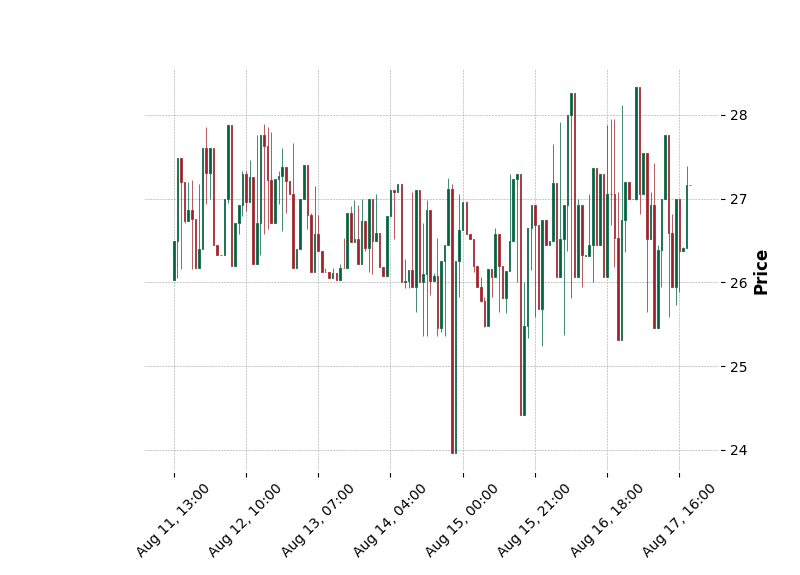 28
27
26
25
24
Price
Aug 11, 13:00
Aug 12, 10:00
Aug 13, 07:00
Aug 14, 04:00
Aug 15, 00:00
Aug 15, 21:00
Aug 16, 18:00
Aug 17, 16:00